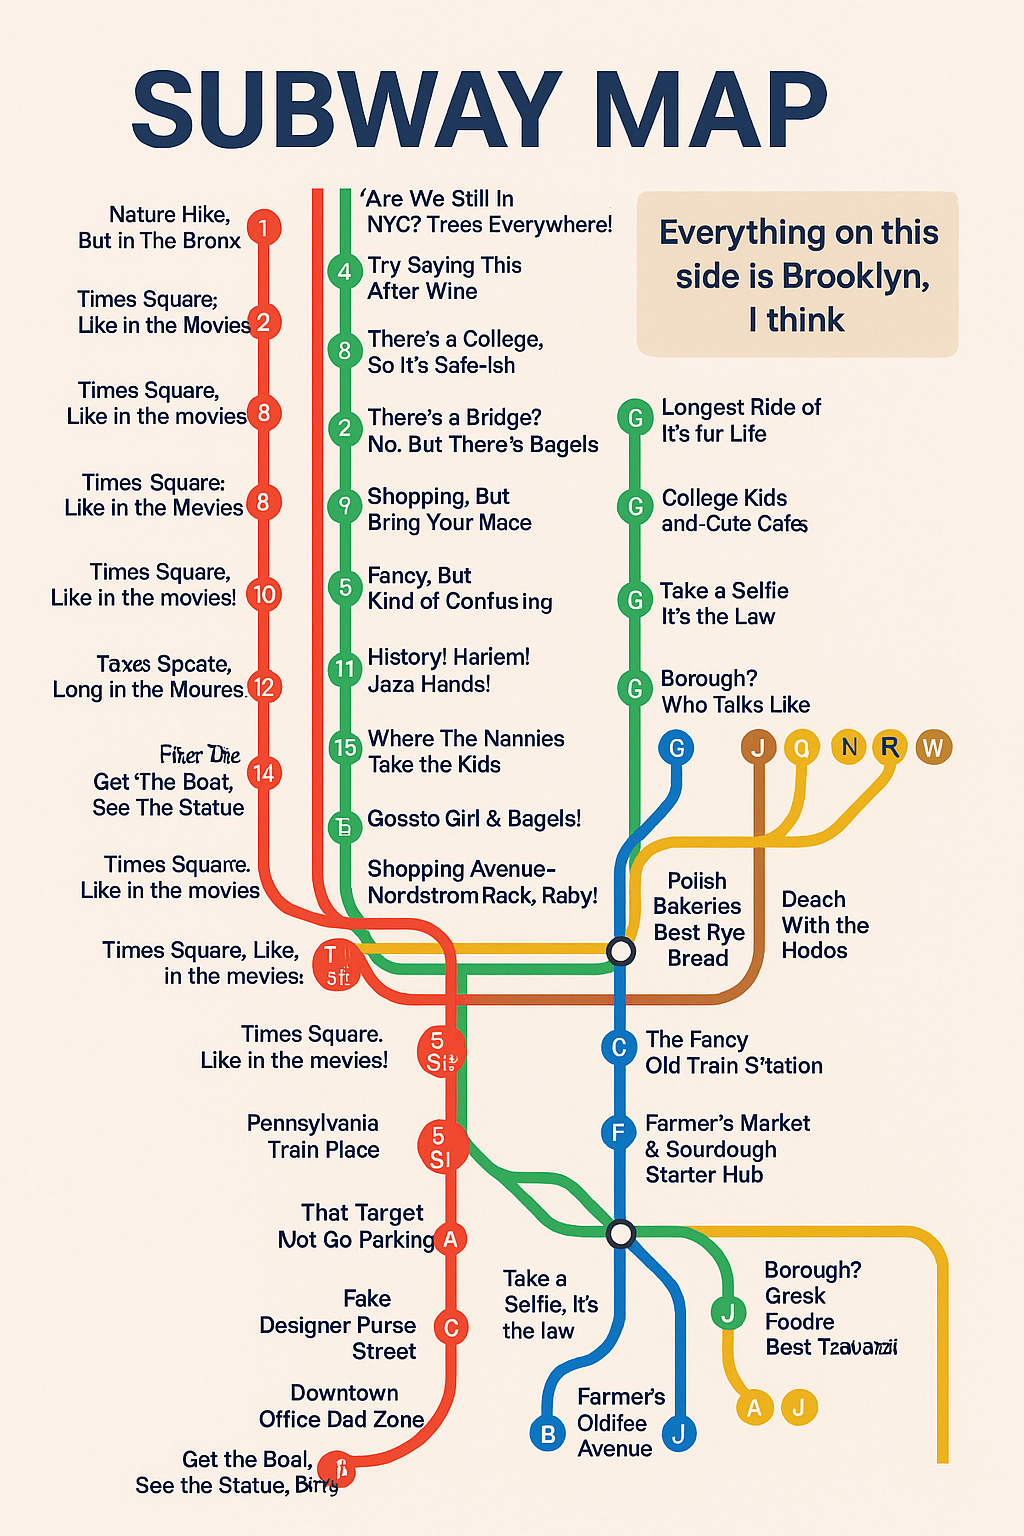 SUBWAY MAP
Nature Hike,
But in The Bronx
1
Times Square;
Like in the Movies
2
Times Square,
Like in the movies
8
Times Square:
Like in the Mevies
8
Times Square,
Like in the movies!
10
Taxes Spcate,
Long in the Moures.
12
Get 'The Boat,
See The Statue
14
Times Square.
Like in the movies
Times Square, Like,
in the mevies:
T
Times Square.
Like in the mevies!
5
Pennsylvania
Train Place
5
SI
That Target
Not Go Parking
A
Fake
Designer Purse
Street
C
Downtown
Office Dad Zone
Get the Boal,
See the Statue,
'Are We Still In
NYC? Trees Everywhere!
4
Try Saying This
After Wine
8
There's a College,
So It's Safe-Ish
2
There's a Bridge?
No. But There's Bagels
9
Shopping, But
Bring Your Mace
5
Fancy, But
Kind of Confusing
11
History! Hariem!
Jaza Hands!
15
Where The Nannies
Take the Kids
Gossto Girl & Bagels!
Shopping Avenue–
Nordstrom Rack, Raby!
Everything on this
side is Brooklyn,
I think
G
Longest Ride of
It's fur Life
G
College Kids
and-Cute Cafes
G
Take a Selfie
It's the Law
G
Borough?
Who Talks Like
G J Q N R W
Poiish
Bakeries
Best Rye
Bread
Deach
With the
Hodos
C
The Fancy
Old Train S'tation
F
Farmer's Market
& Sourdough
Starter Hub
Take a
Selfie, It's
the law
B
Farmer's
Oldifee
Avenue
J
J
Borough?
Gresk
Foodre
Best
A J